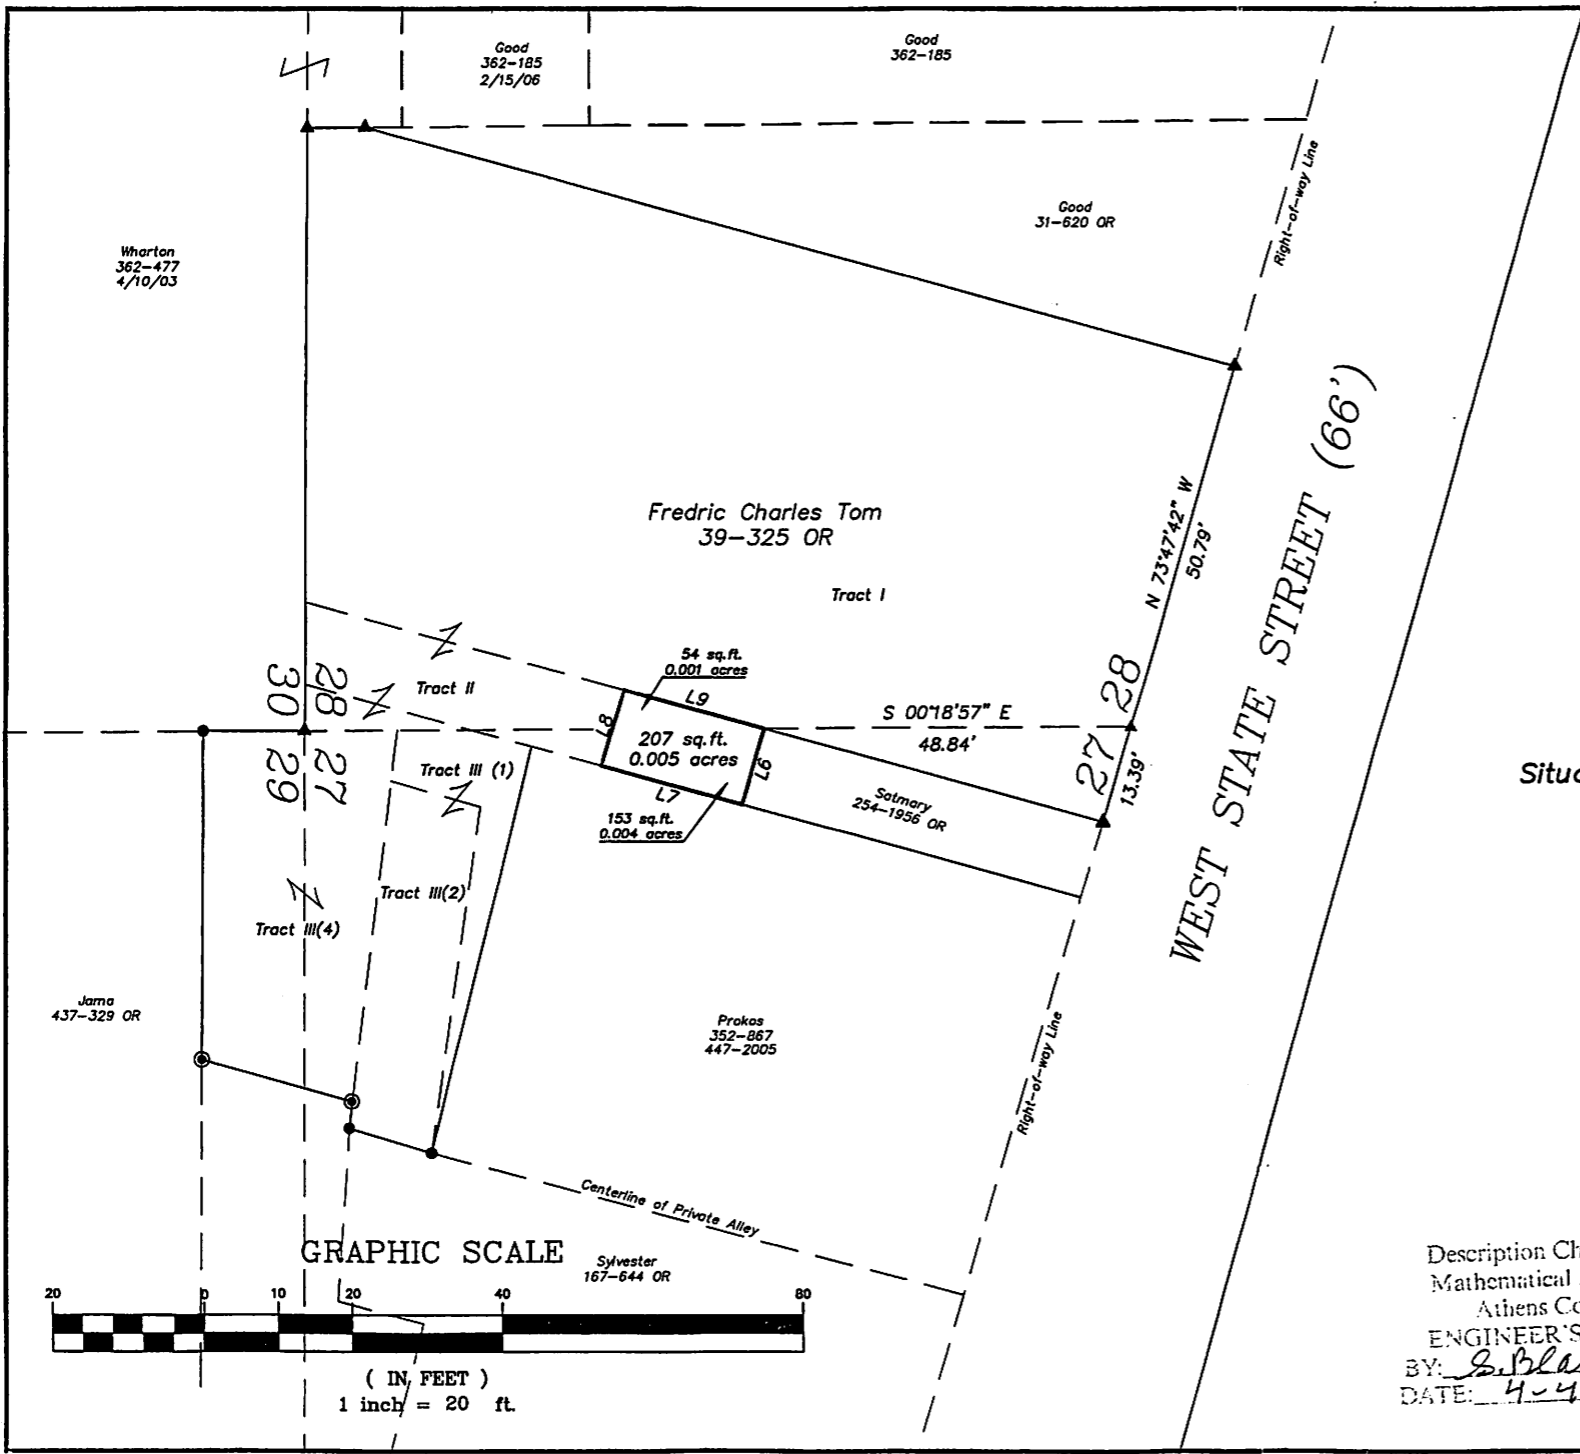 Good
362-185
2/15/06
Good
362-185
Right-of-way Line
Good
31-620 OR
Wharton
362-477
4/10/03
WEST STATE STREET (66')
N 73°47'42" W
50.79'
Fredric Charles Tom
39-325 OR
Tract I
54 sq.ft.
0.001 acres
30 28
29 27
Tract II
L9
L8
S 00°18'57" E
48.84'
28
27
13.39'
207 sq.ft.
0.005 acres
L6
L7
Tract III (1)
Satmary
254-1956 OR
153 sq.ft.
0.004 acres
Tract III(2)
Tract III(4)
Jama
437-329 OR
Prokos
352-867
447-2005
Right-of-way Line
Centerline of Private Alley
Sylvester
167-644 OR
GRAPHIC SCALE
20 0 10 20 40 80
( IN FEET )
1 inch = 20 ft.
Situa
Description Ch
Mathematical
Athens Co
ENGINEER'S
BY: S.Bla
DATE: 4-4